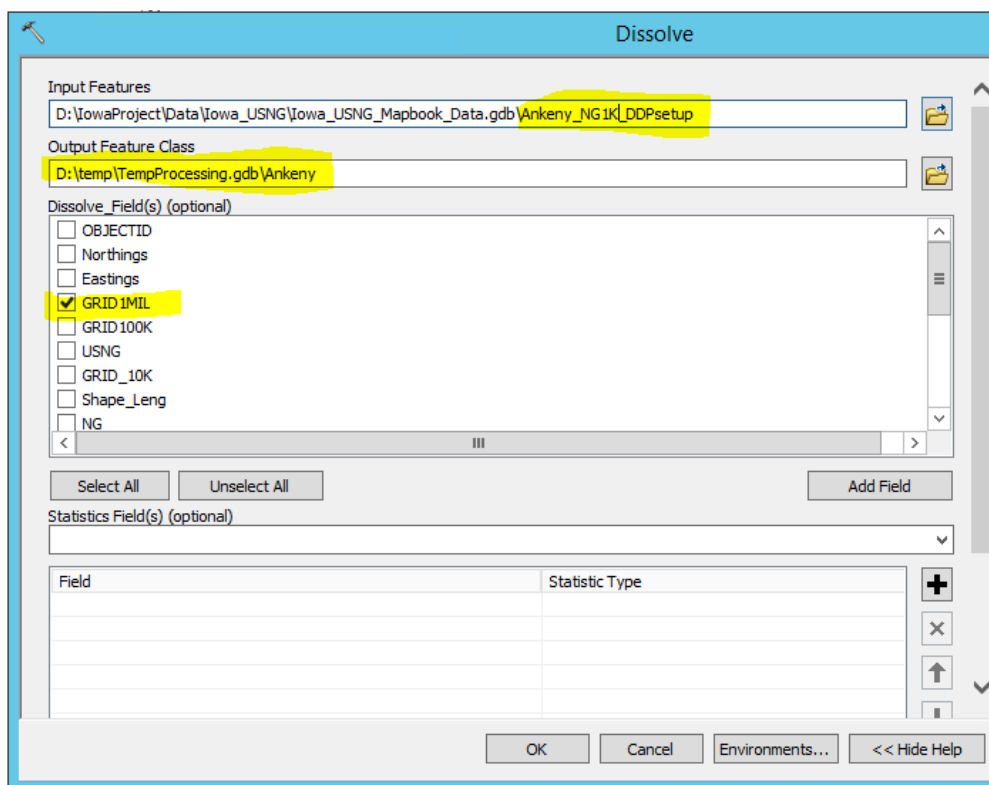 Dissolve
Input Features
D:\IowaProject\Data\Iowa_USNG\Iowa_USNG_Mapbook_Data.gdb\Ankeny_NG1K_DDPsetup
Output Feature Class
D:\temp\TempProcessing.gdb\Ankeny
Dissolve_Field(s) (optional)
OBJECTID
Northings
Eastings
GRID1MIL
GRID100K
USNG
GRID_10K
Shape_Leng
NG
Select All Unselect All Add Field
Statistics Field(s) (optional)
Field Statistic Type
OK Cancel Environments... << Hide Help